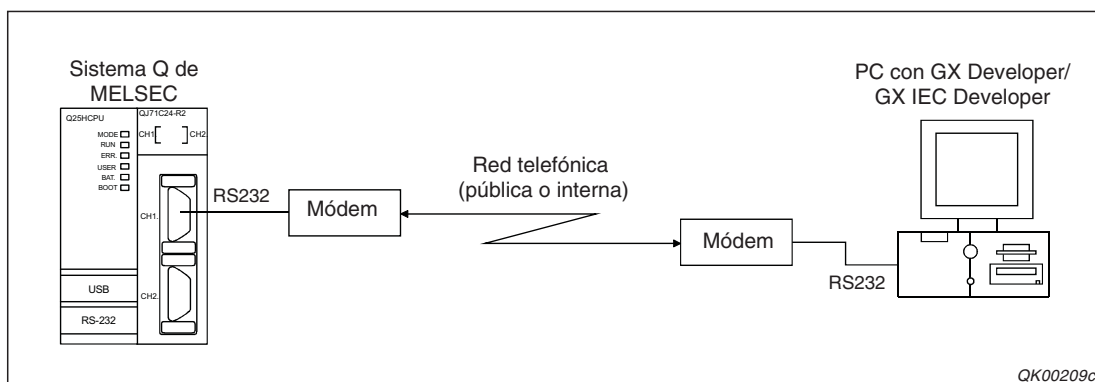 Sistema Q de
MELSEC
Q25HCPU
QJ71C24-R2
MODE
RUN
ERR.
USER
BAT.
BOOT
CH1
CH2
CH1.
CH2.
USB
RS-232
RS232
Módem
Red telefónica
(pública o interna)
Módem
RS232
PC con GX Developer/
GX IEC Developer
QK00209c